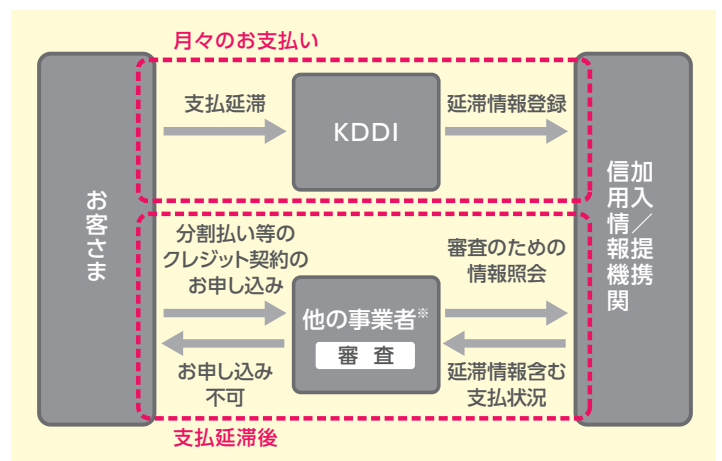 月々のお支払い
お客さま
支払延滞
KDDI
延滞情報登録
加入／提携
信用情報機関
分割払い等の
クレジット契約の
お申し込み
他の事業者※
審査
審査のための
情報照会
お申し込み
不可
延滞情報含む
支払状況
支払延滞後